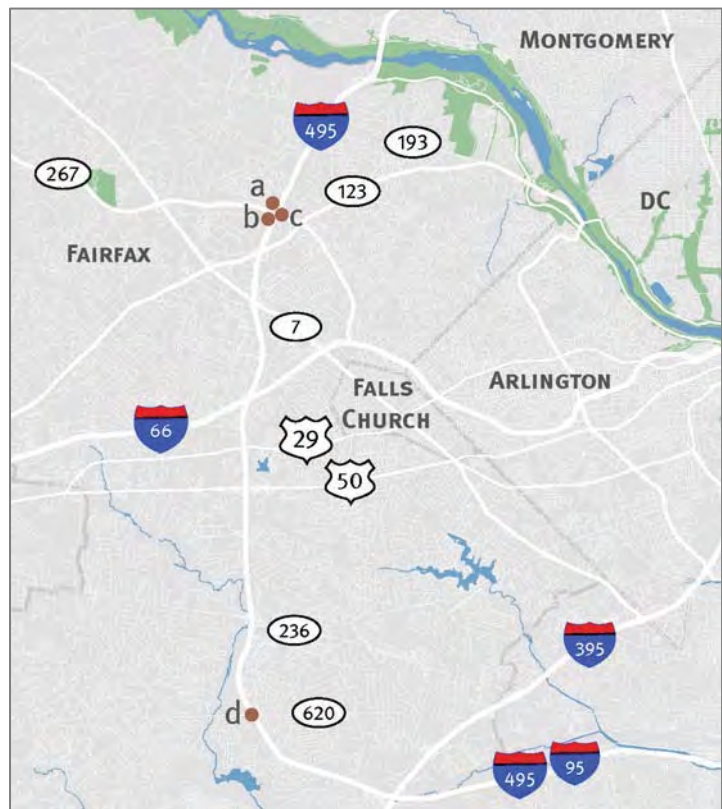 MONTGOMERY
495
193
267
123
a
b
c
DC
FAIRFAX
7
ARLINGTON
FALLS
CHURCH
66
29
50
236
395
d
620
495
95